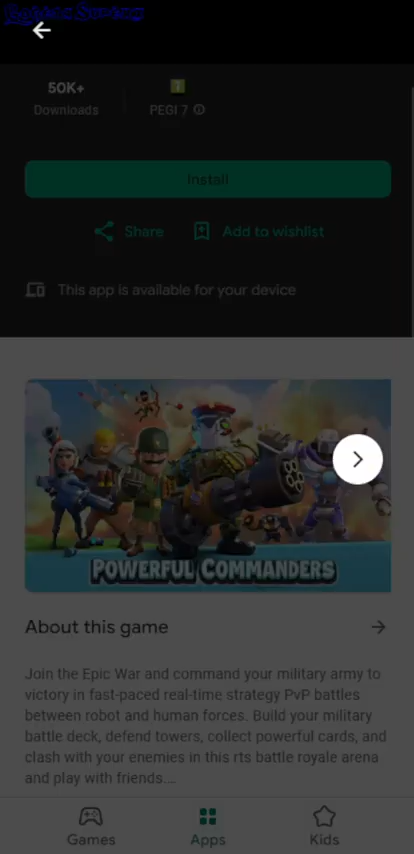 50K+
Downloads
7
PEGI 7
Install
Share
Add to wishlist
This app is available for your device
POWERFUL COMMANDERS
About this game
Join the Epic War and command your military army to
victory in fast-paced real-time strategy PvP battles
between robot and human forces. Build your military
battle deck, defend towers, collect powerful cards, and
clash with your enemies in this rts battle royale arena
and play with friends...
Games
Apps
Kids